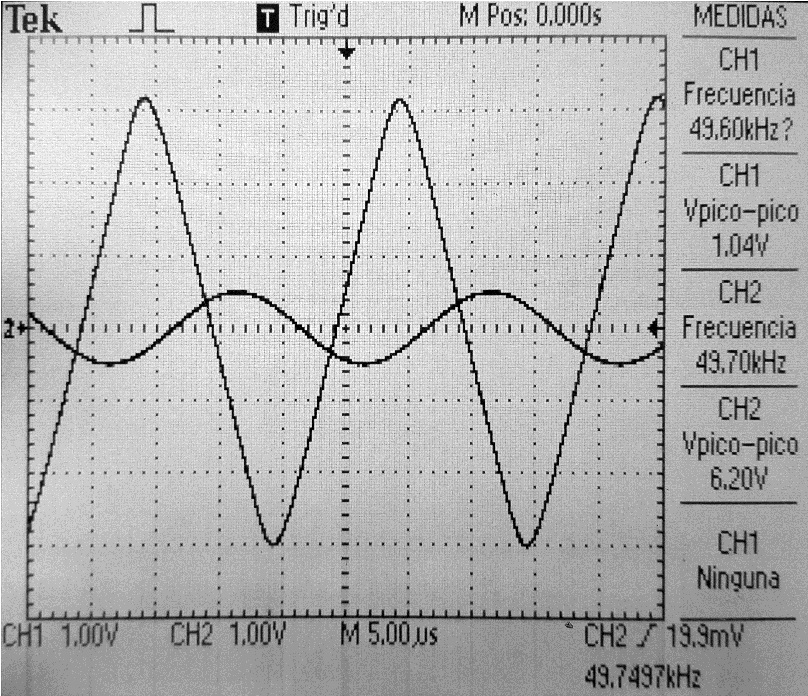 Tek T Trig'd M Pos: 0.000s MEDIDAS
CH1
Frecuencia
49.60kHz?
CH1
Vpico-pico
1.04V
CH2
2 Frecuencia
49.70kHz
CH2
Vpico-pico
6.20V
CH1
Ninguna
CH1 1.00V CH2 1.00V M 5.00µs CH2 19.9mV
49.7497kHz